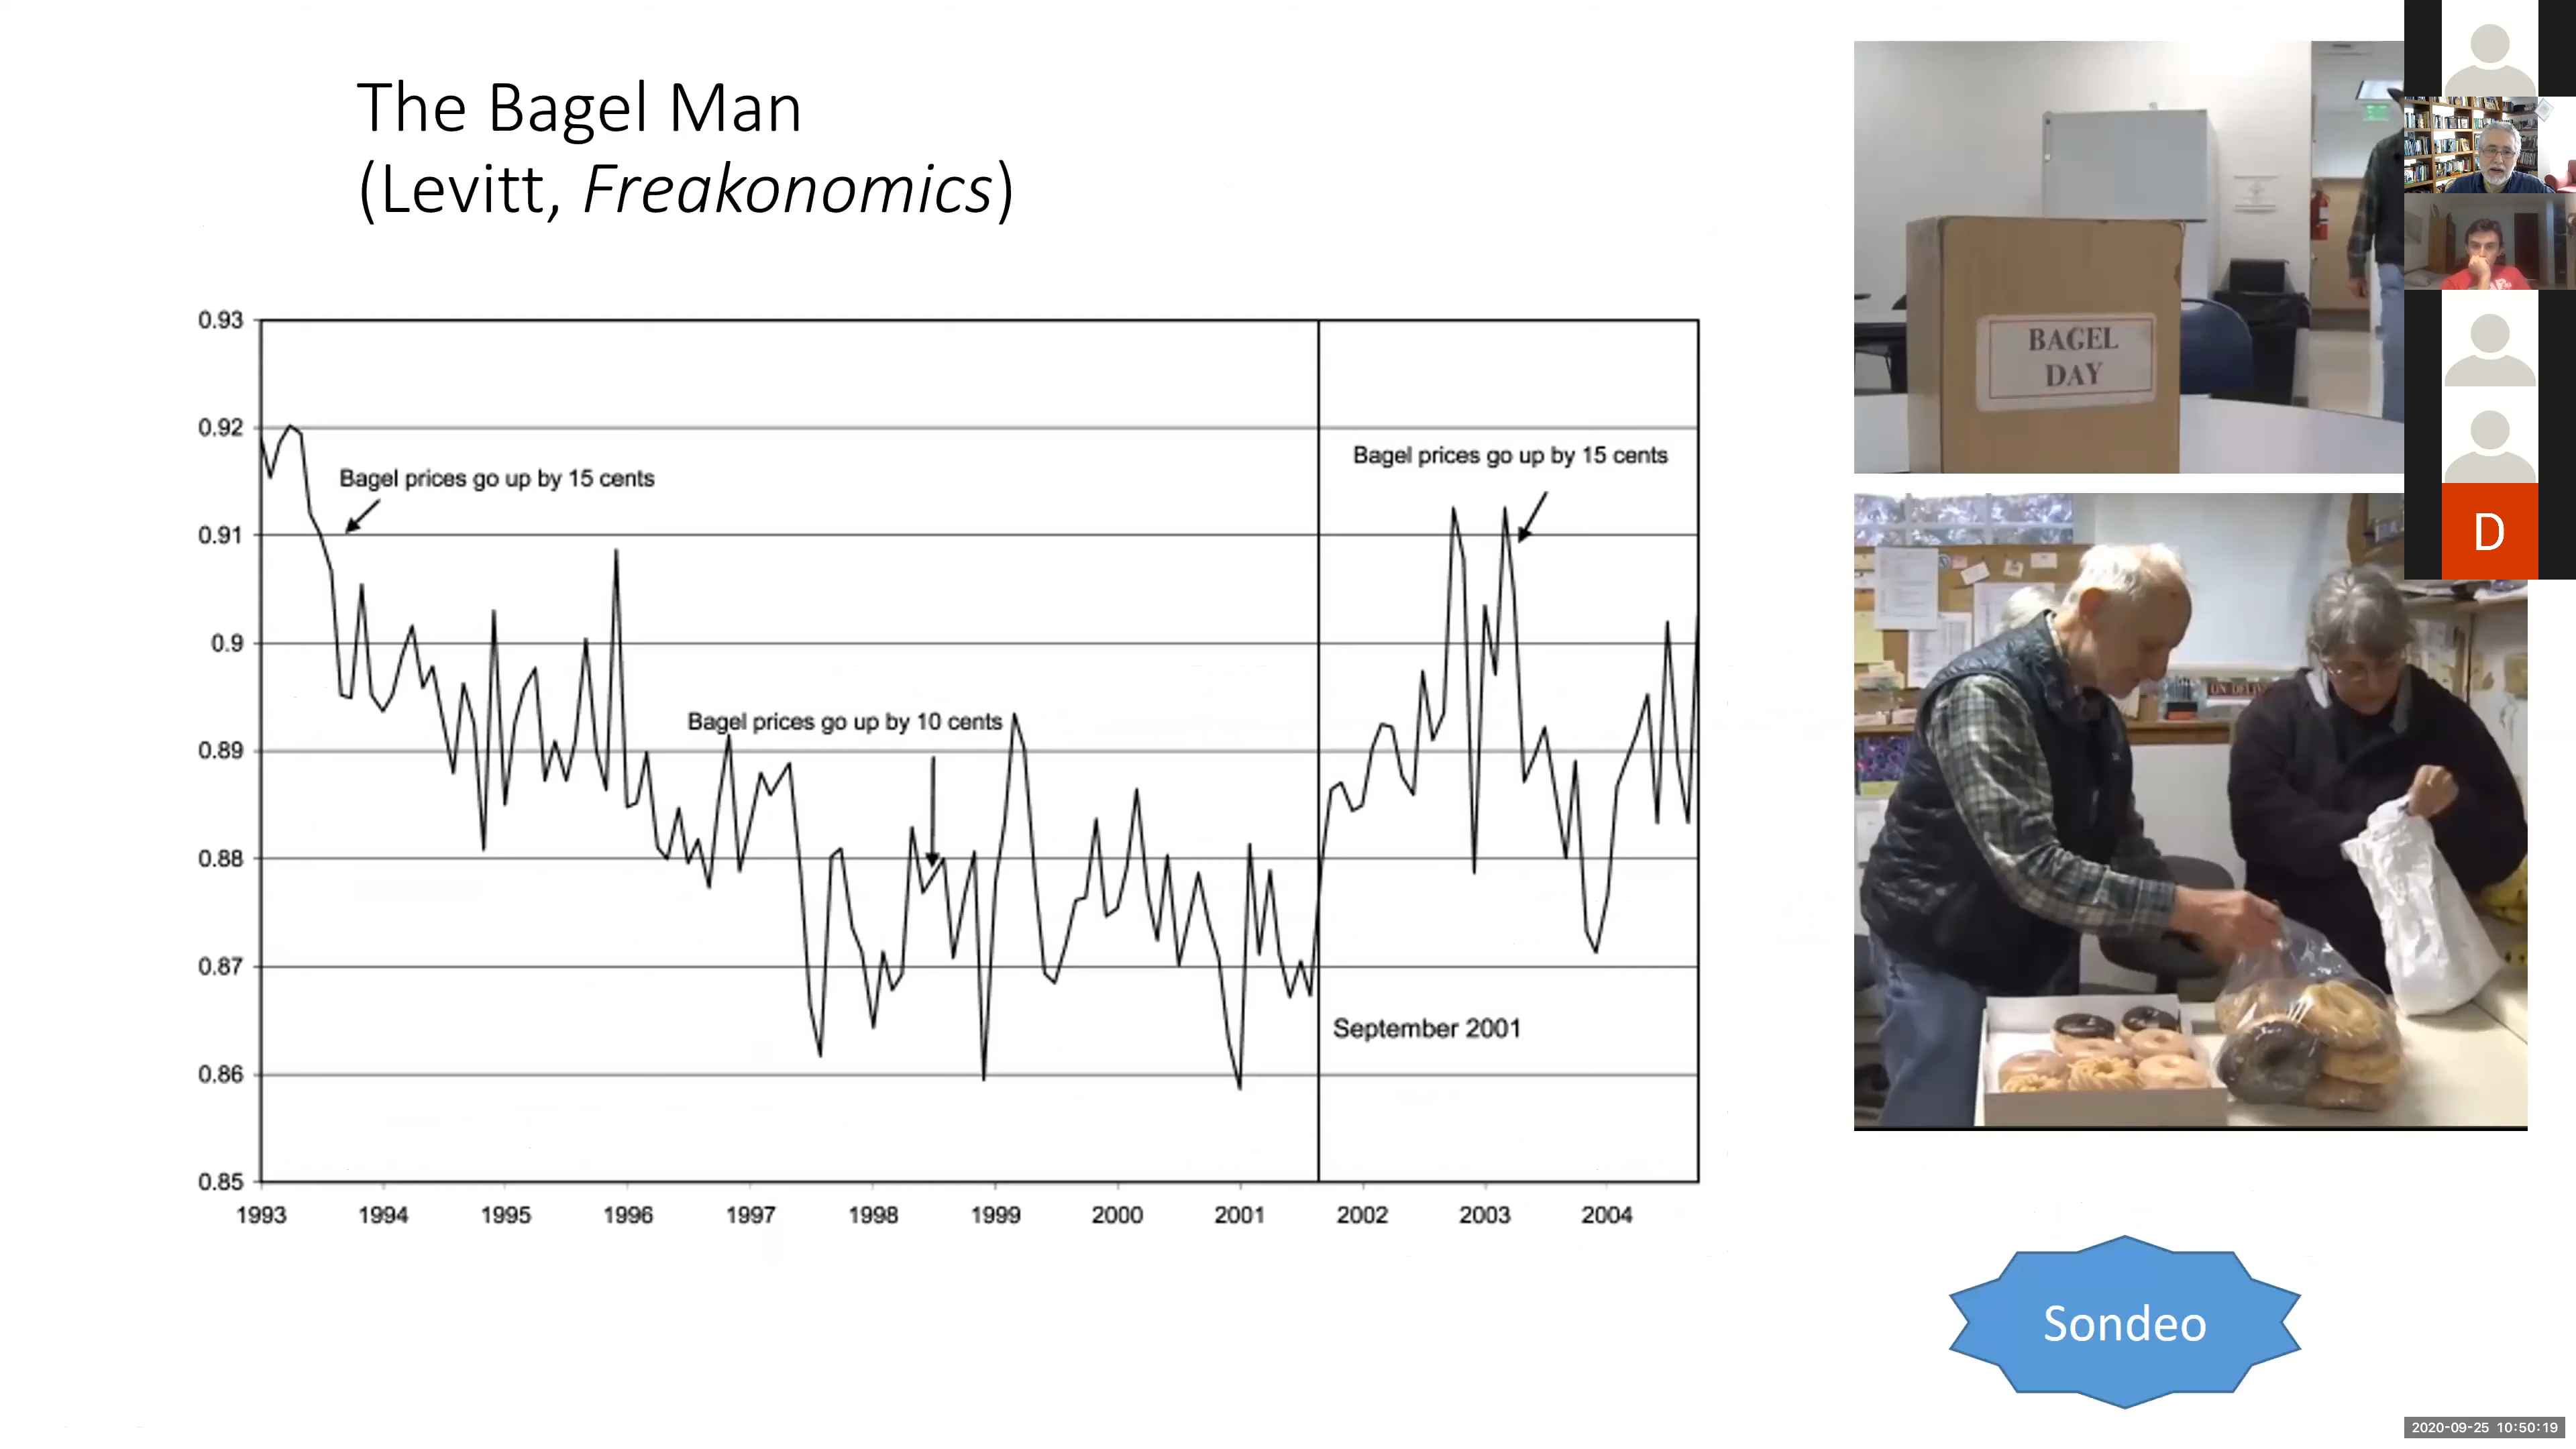 The Bagel Man
(Levitt, Freakonomics)
0.93
0.92
0.91
0.9
0.89
0.88
0.87
0.86
0.85
Bagel prices go up by 15 cents
Bagel prices go up by 10 cents
Bagel prices go up by 15 cents
September 2001
1993 1994 1995 1996 1997 1998 1999 2000 2001 2002 2003 2004
BAGEL
DAY
D
Sondeo
2020-09-25 10:50:19